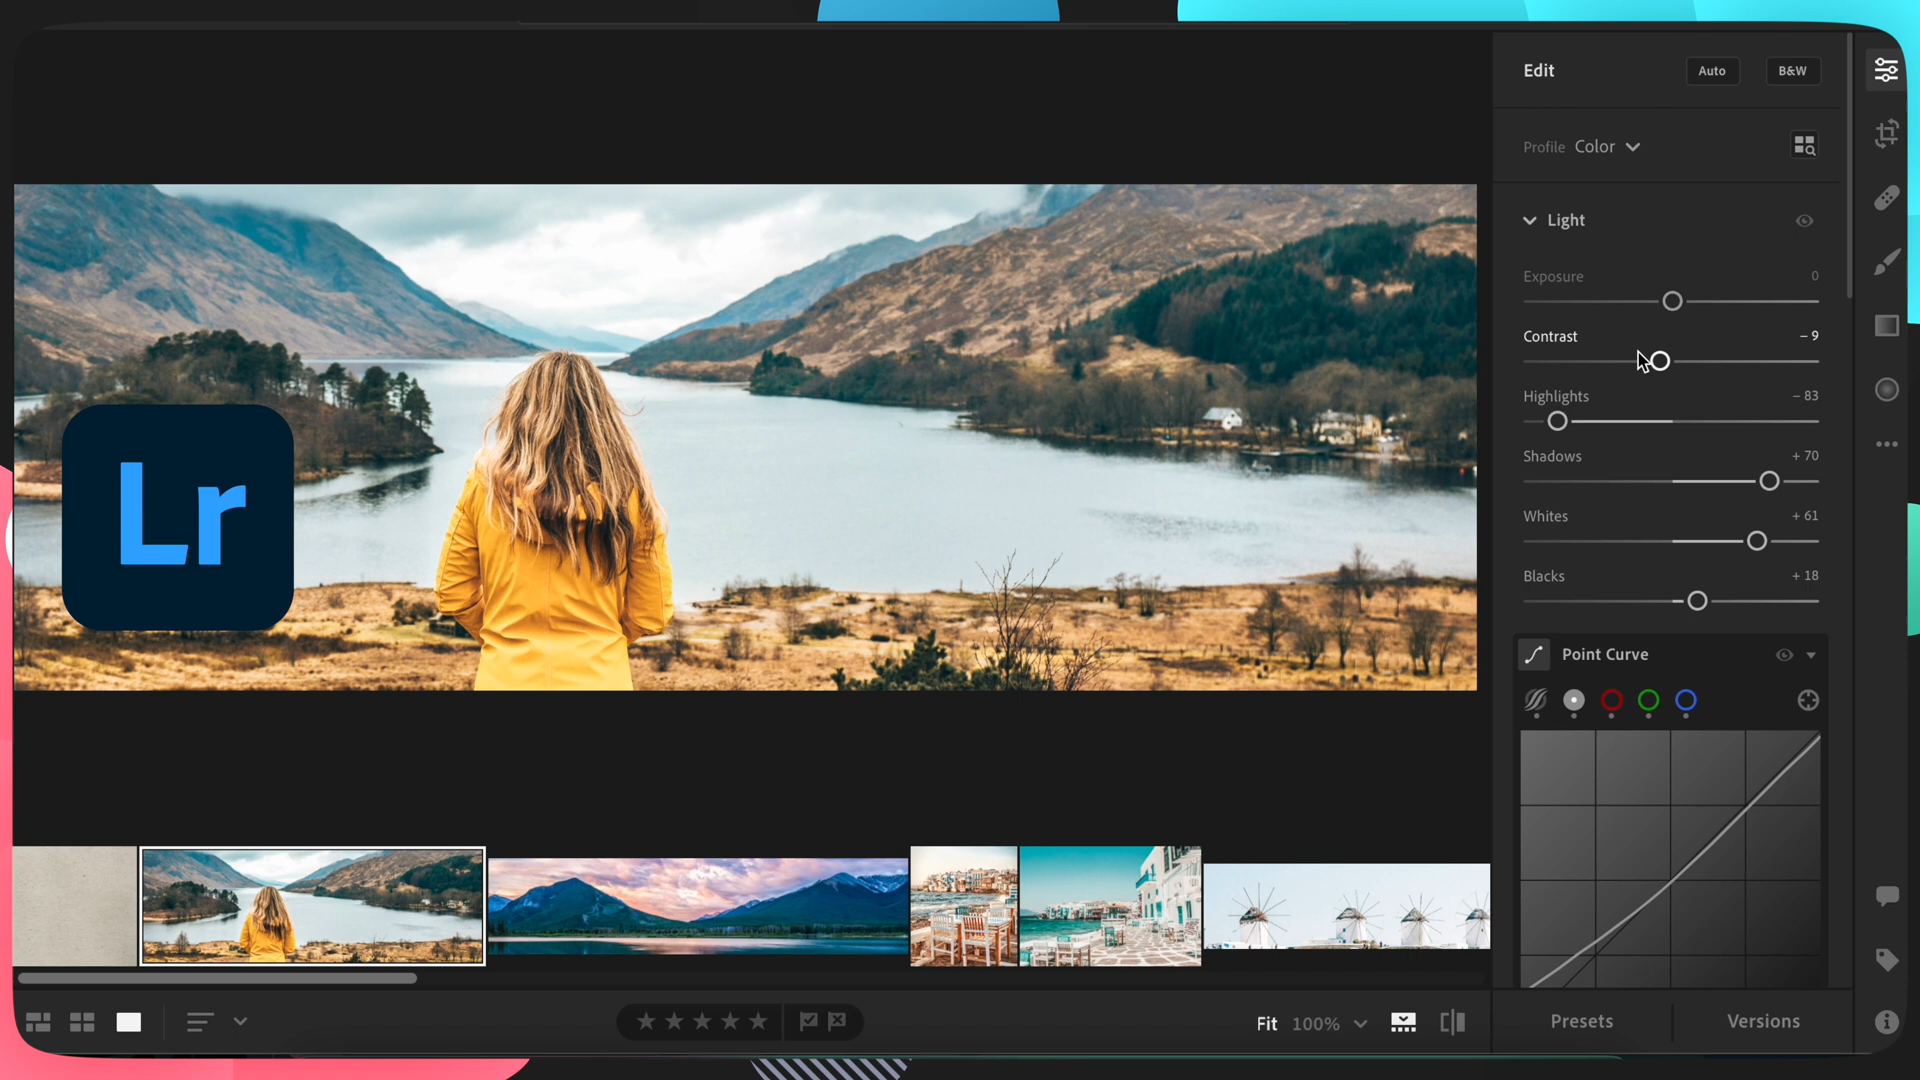 Edit
Auto
B&W
Profile Color
Light
Exposure 0
Contrast – 9
Highlights – 83
Shadows + 70
Whites + 61
Blacks + 18
Lr
Point Curve
Fit 100%
Presets
Versions